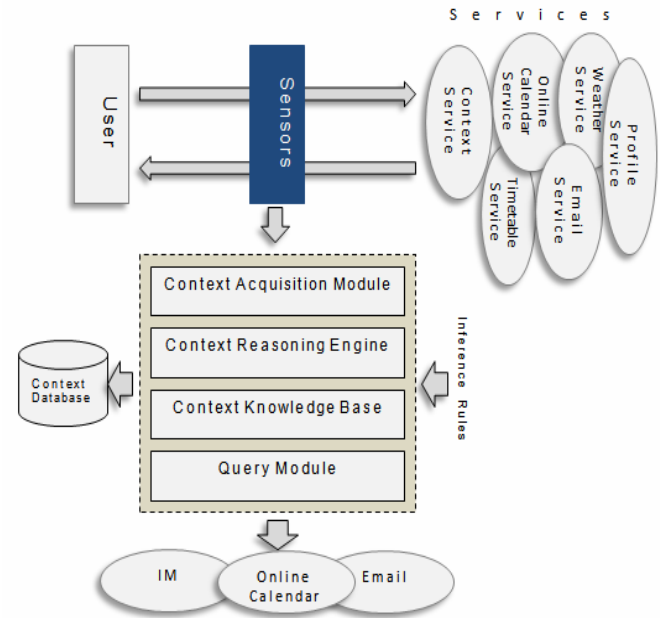 Services
User
Sensors
Context
Service
Online
Calendar
Service
Weather
Service
Profile
Service
Timetable
Service
Email
Service
Context Acquisition Module
Context Reasoning Engine
Context Knowledge Base
Query Module
Context
Database
Inference Rules
IM
Online
Calendar
Email